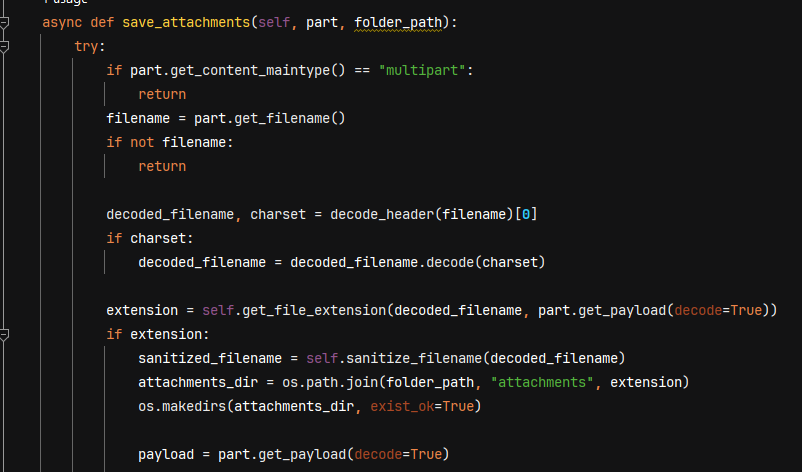 usage
async def save_attachments(self, part, folder_path):
try:
if part.get_content_maintype() == "multipart":
return
filename = part.get_filename()
if not filename:
return
decoded_filename, charset = decode_header(filename)[0]
if charset:
decoded_filename = decoded_filename.decode(charset)
extension = self.get_file_extension(decoded_filename, part.get_payload(decode=True))
if extension:
sanitized_filename = self.sanitize_filename(decoded_filename)
attachments_dir = os.path.join(folder_path, "attachments", extension)
os.makedirs(attachments_dir, exist_ok=True)
payload = part.get_payload(decode=True)